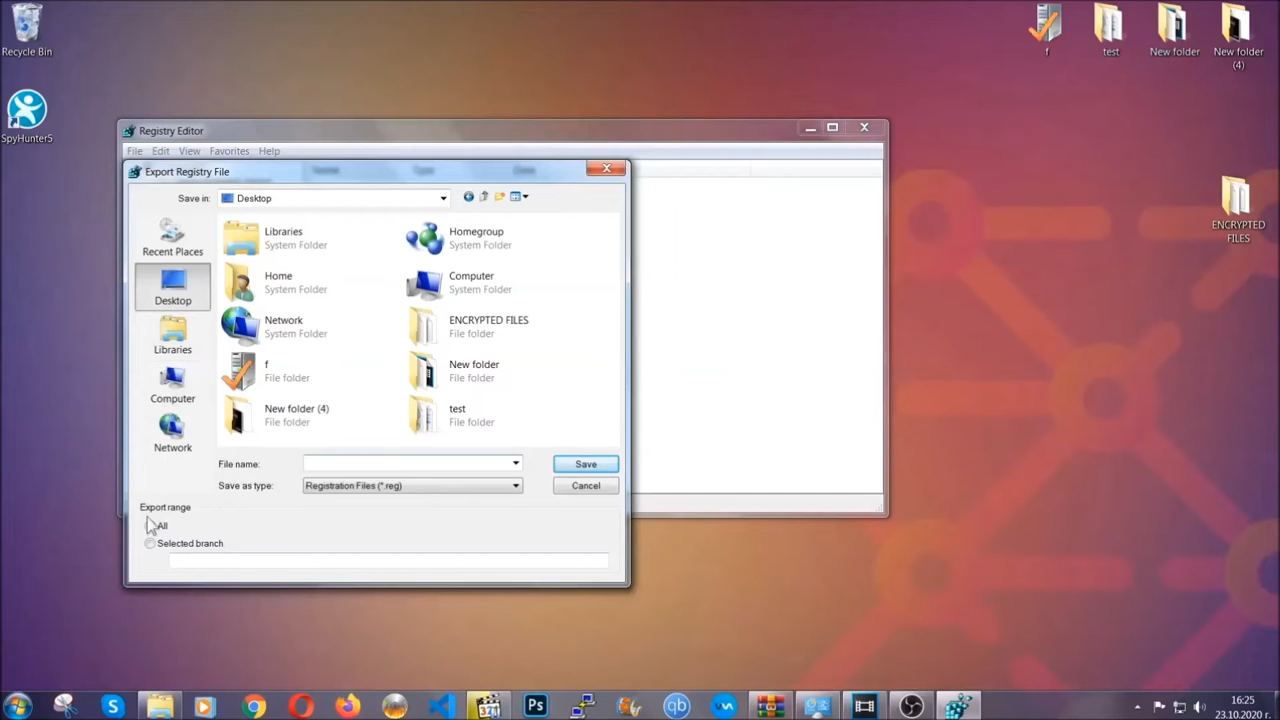 Recycle Bin
SpyHunter5
f
test
New folder
New folder
(4)
ENCRYPTED
FILES
Registry Editor
File Edit View Favorites Help
Export Registry File
Save in: Desktop
Recent Places
Desktop
Libraries
Computer
Network
Libraries
System Folder
Homegroup
System Folder
Home
System Folder
Computer
System Folder
Network
System Folder
ENCRYPTED FILES
File folder
f
File folder
New folder
File folder
New folder (4)
File folder
test
File folder
File name:
Save
Save as type: Registration Files (*.reg)
Cancel
Export range
All
Selected branch
Ps
qb
16:25
23.10.2020 г.